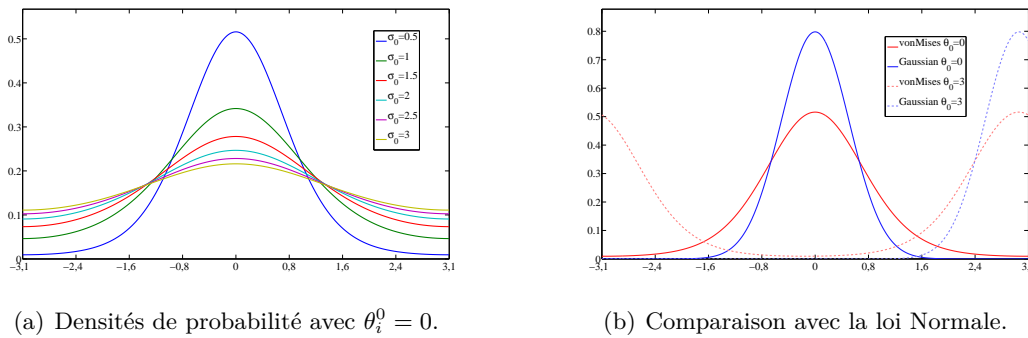 0.5
0.4
0.3
0.2
0.1
0
−3,1 −2,4 −1,6 −0,8 0 0,8 1,6 2,4 3,1
σ₀=0.5
σ₀=1
σ₀=1.5
σ₀=2
σ₀=2.5
σ₀=3
(a) Densités de probabilité avec θᵢ⁰ = 0.
0.8
0.7
0.6
0.5
0.4
0.3
0.2
0.1
0
−3,1 −2,4 −1,6 −0,8 0 0,8 1,6 2,4 3,1
vonMises θ₀=0
Gaussian θ₀=0
vonMises θ₀=3
Gaussian θ₀=3
(b) Comparaison avec la loi Normale.